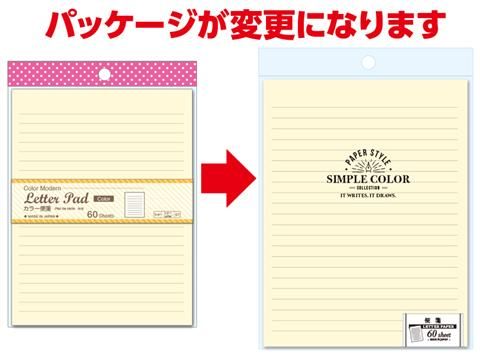 パッケージが変更になります
Color Modern
Letter Pad
Color
カラー便箋
60 Sheets
★ MADE IN JAPAN ★
PAPER STYLE
SIMPLE COLOR
COLLECTION
IT WRITES. IT DRAWS.
便箋
LETTER PAPER
60 sheet